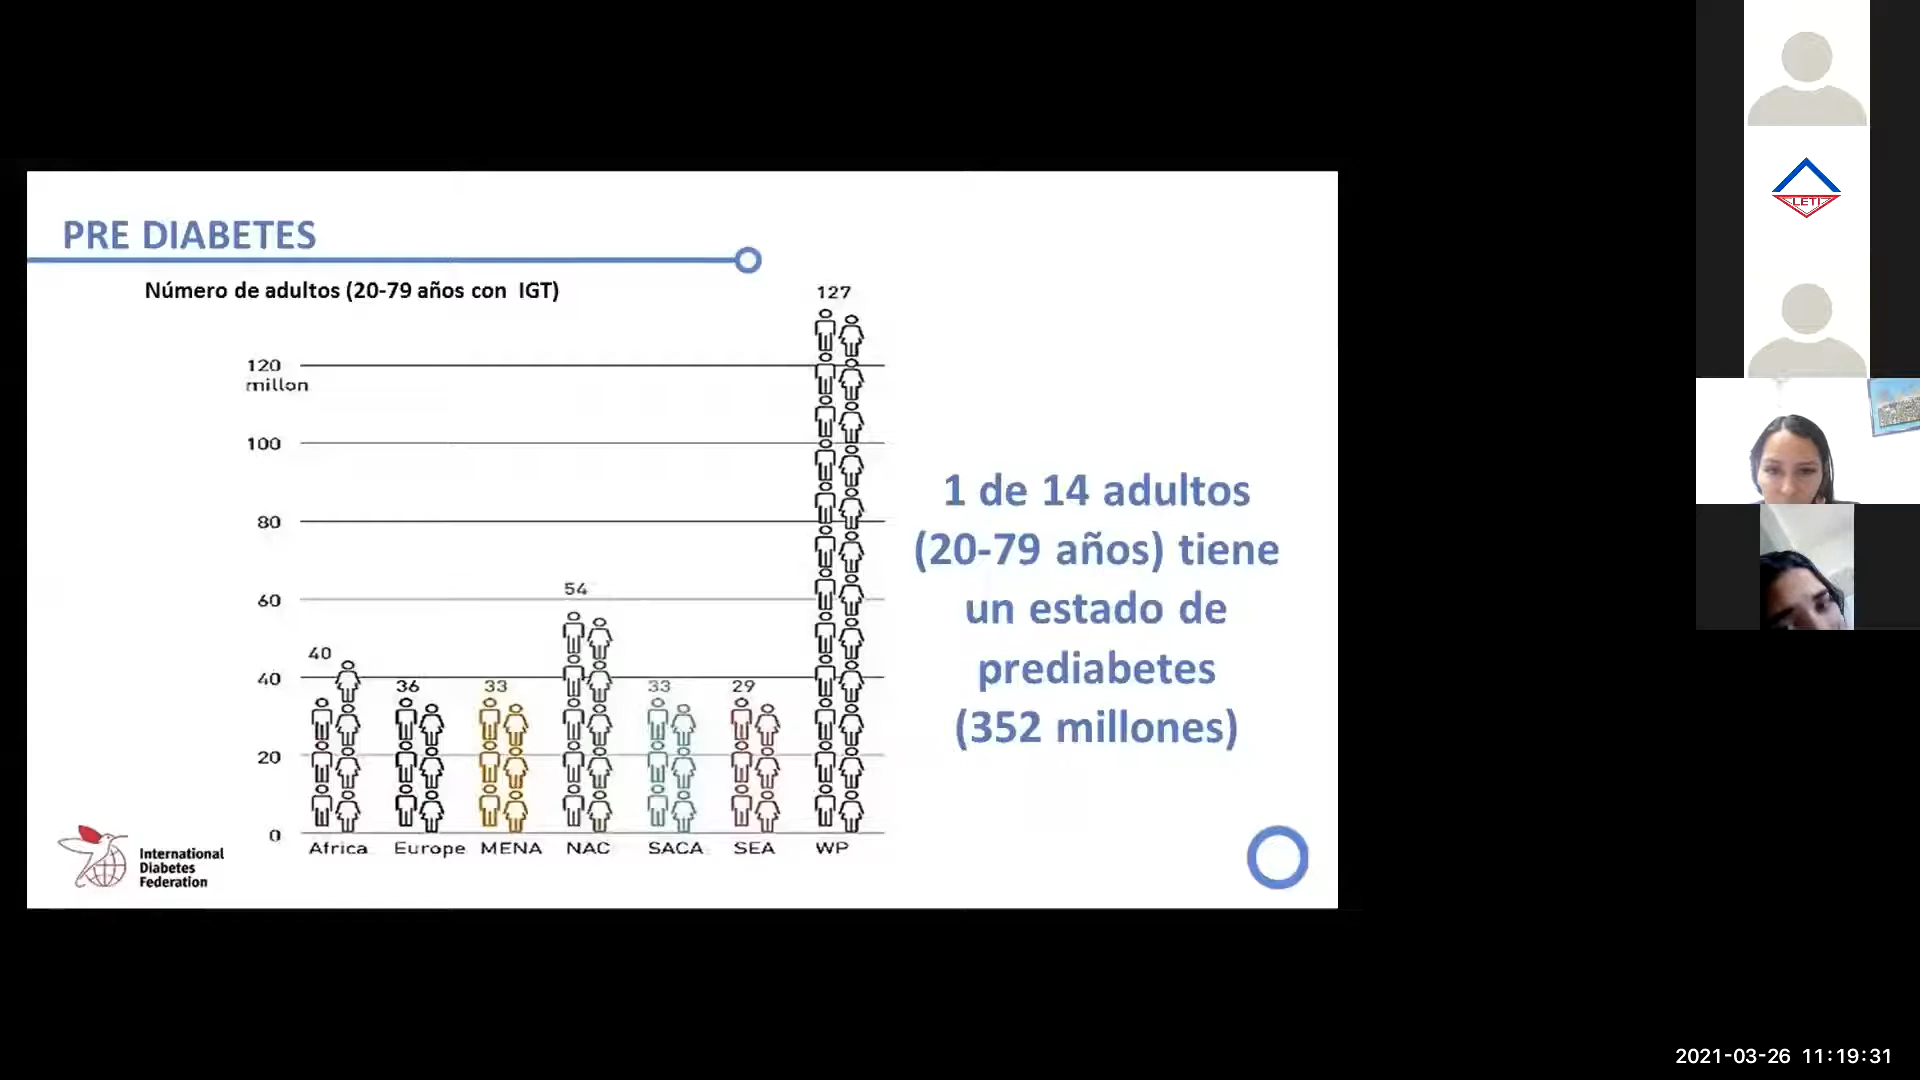 PRE DIABETES
Número de adultos (20-79 años con IGT)
127
120
millon
100
80
60
54
40
40
36
33
33
29
20
0
Africa Europe MENA NAC SACA SEA WP
1 de 14 adultos
(20-79 años) tiene
un estado de
prediabetes
(352 millones)
International
Diabetes
Federation
LETI
2021-03-26 11:19:31